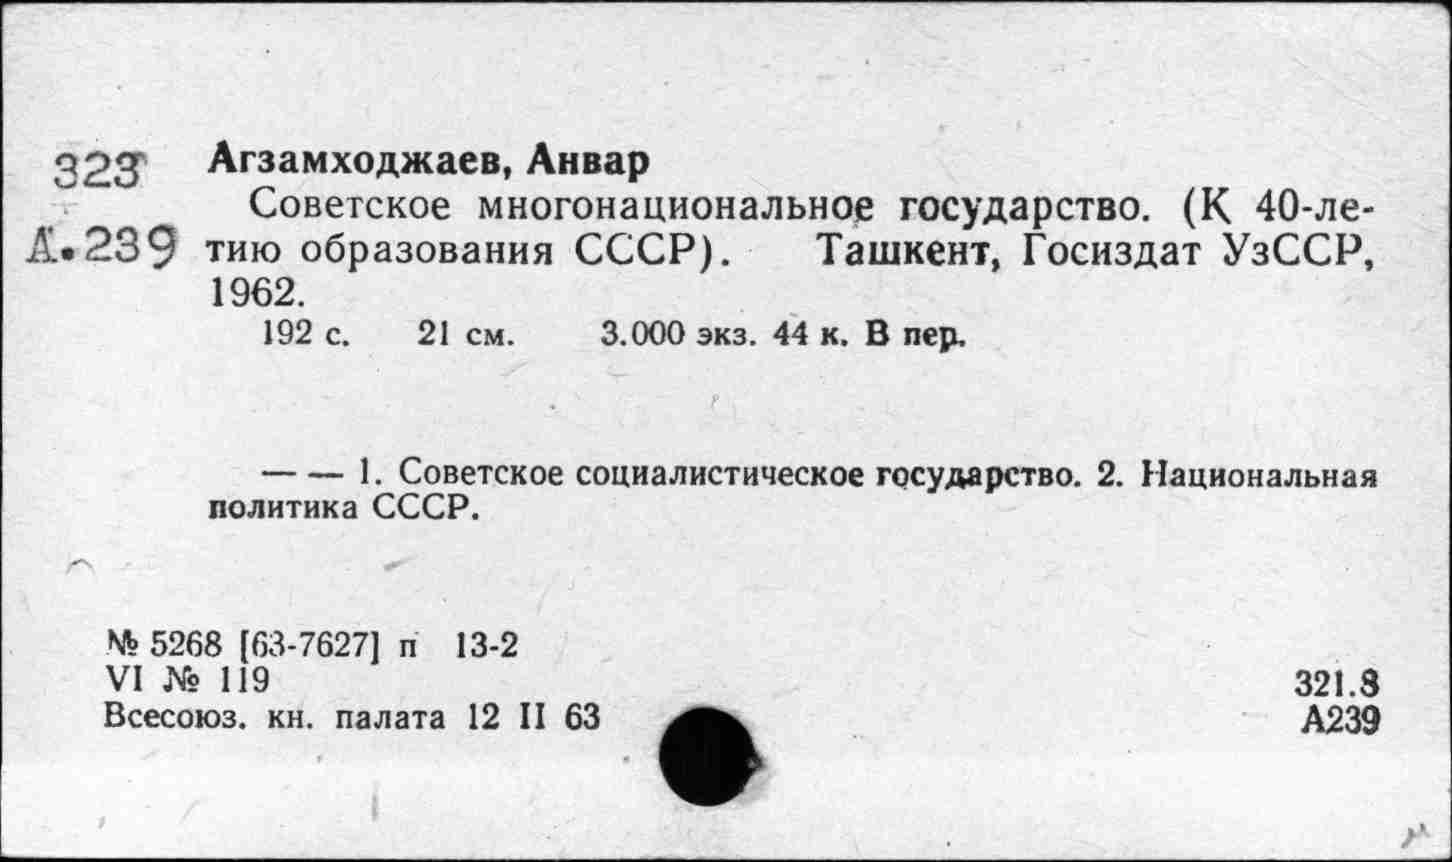 323 Агзамходжаев, Анвар
Советское многонациональное государство. (К 40-ле-
А.239 тию образования СССР). Ташкент, Госиздат УзССР,
1962.
192 с. 21 см. 3.000 экз. 44 к. В пер.
— — 1. Советское социалистическое государство. 2. Национальная
политика СССР.
№ 5268 [63-7627] п 13-2
VI № 119
321.8
Всесоюз. кн. палата 12 II 63
А239